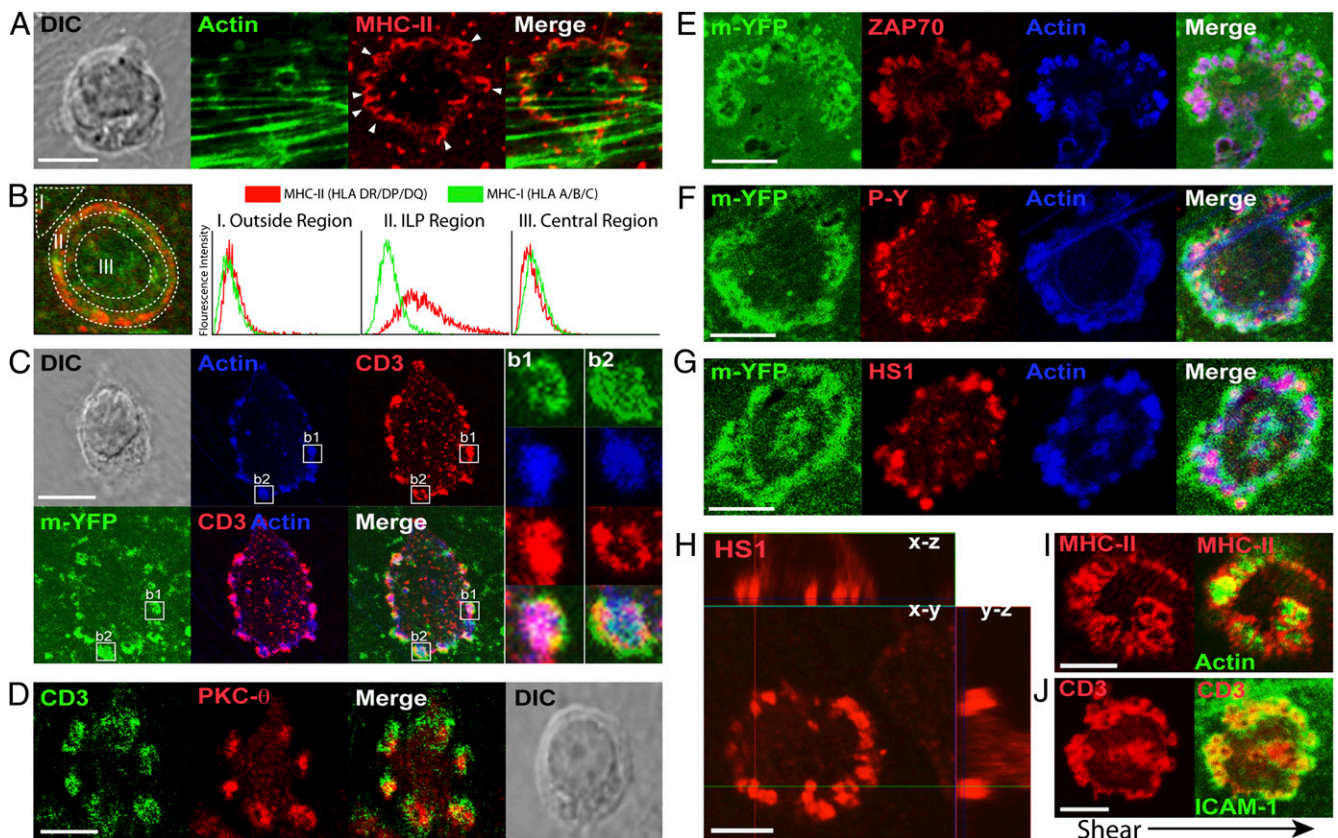 A DIC Actin MHC-II Merge
B MHC-II (HLA DR/DP/DQ) MHC-I (HLA A/B/C)
I II III
Flourescence Intensity
I. Outside Region II. ILP Region III. Central Region
C DIC Actin CD3 b1 b2
b1
b2
b1
b2
m-YFP CD3 Actin Merge
b1
b2
b1
b2
D CD3 PKC-θ Merge DIC
E m-YFP ZAP70 Actin Merge
F m-YFP P-Y Actin Merge
G m-YFP HS1 Actin Merge
H HS1 x-z
x-y y-z
I MHC-II MHC-II
Actin
J CD3 CD3
ICAM-1
Shear